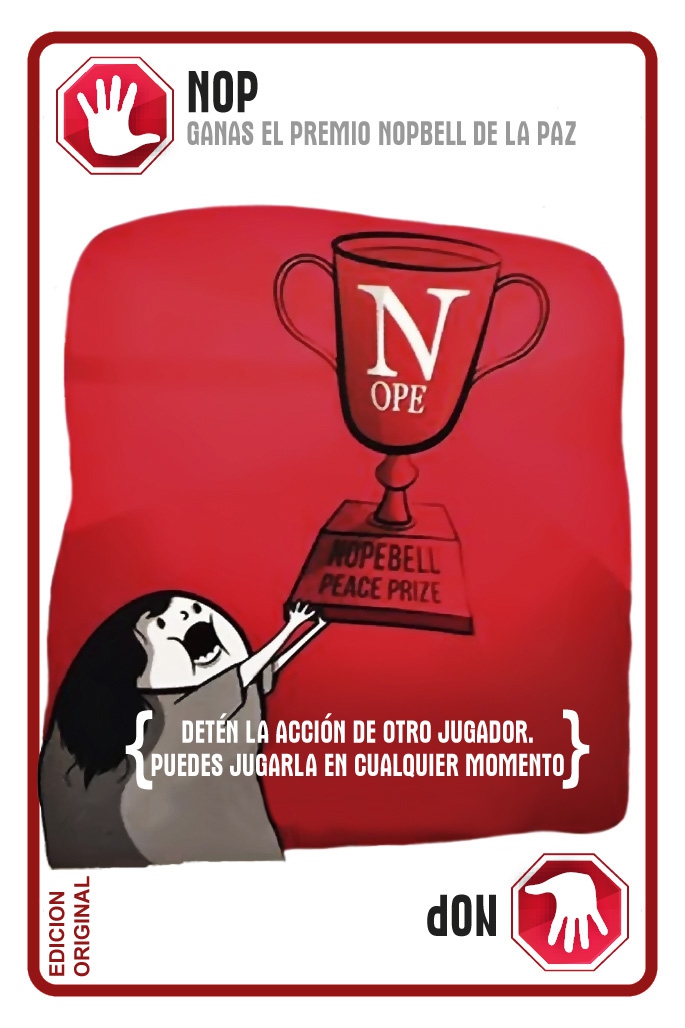 NOP
GANAS EL PREMIO NOPBELL DE LA PAZ
N
OPE
NOPEBELL
PEACE PRIZE
{ DETÉN LA ACCIÓN DE OTRO JUGADOR.
PUEDES JUGARLA EN CUALQUIER MOMENTO }
EDICION
ORIGINAL
NOP